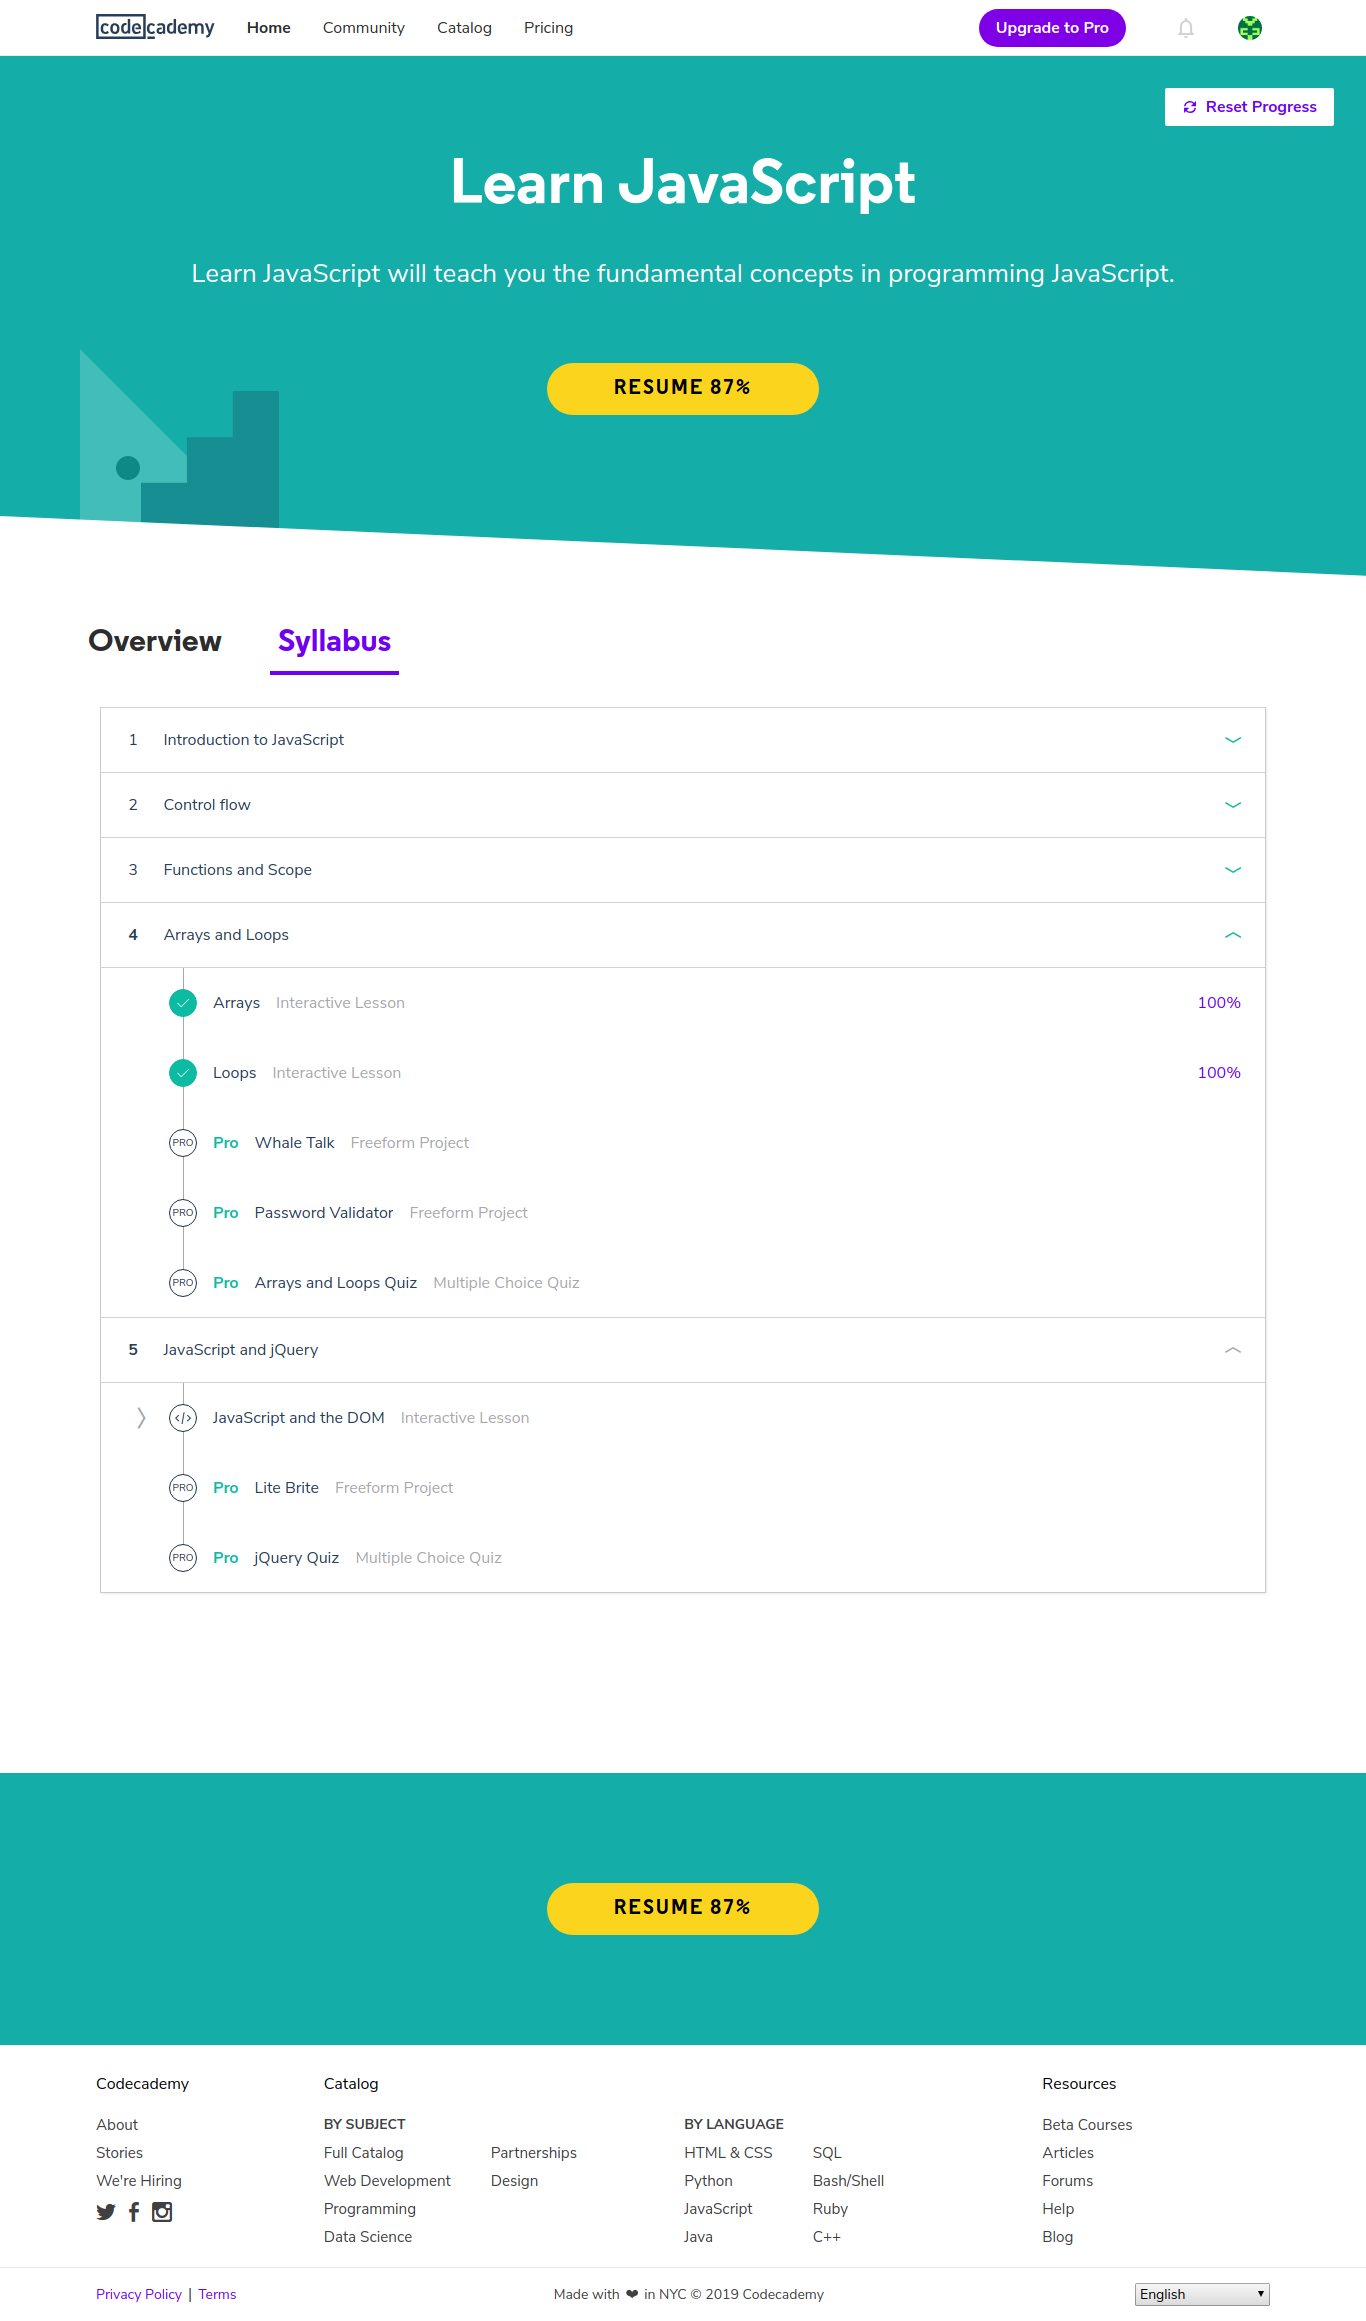 codecademy Home Community Catalog Pricing Upgrade to Pro
Reset Progress
Learn JavaScript
Learn JavaScript will teach you the fundamental concepts in programming JavaScript.
RESUME 87%
Overview Syllabus
1 Introduction to JavaScript
2 Control flow
3 Functions and Scope
4 Arrays and Loops
Arrays Interactive Lesson 100%
Loops Interactive Lesson 100%
PRO Pro Whale Talk Freeform Project
PRO Pro Password Validator Freeform Project
PRO Pro Arrays and Loops Quiz Multiple Choice Quiz
5 JavaScript and jQuery
</> JavaScript and the DOM Interactive Lesson
PRO Pro Lite Brite Freeform Project
PRO Pro jQuery Quiz Multiple Choice Quiz
RESUME 87%
Codecademy Catalog Resources
About BY SUBJECT BY LANGUAGE Beta Courses
Stories Full Catalog Partnerships HTML & CSS SQL Articles
We're Hiring Web Development Design Python Bash/Shell Forums
Programming JavaScript Ruby Help
Data Science Java C++ Blog
Privacy Policy | Terms Made with ❤ in NYC © 2019 Codecademy English